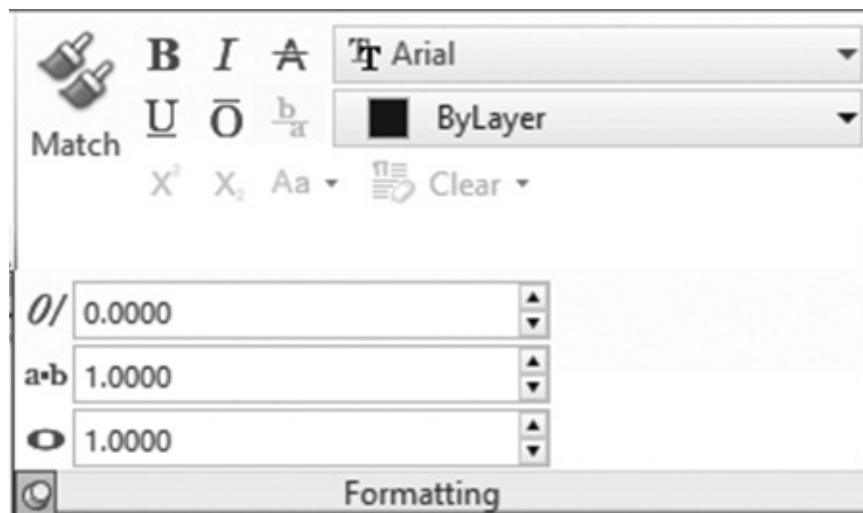 B I A Arial
Match U O b/a ByLayer
X² X₂ Aa Clear
0/ 0.0000
a•b 1.0000
o 1.0000
Formatting